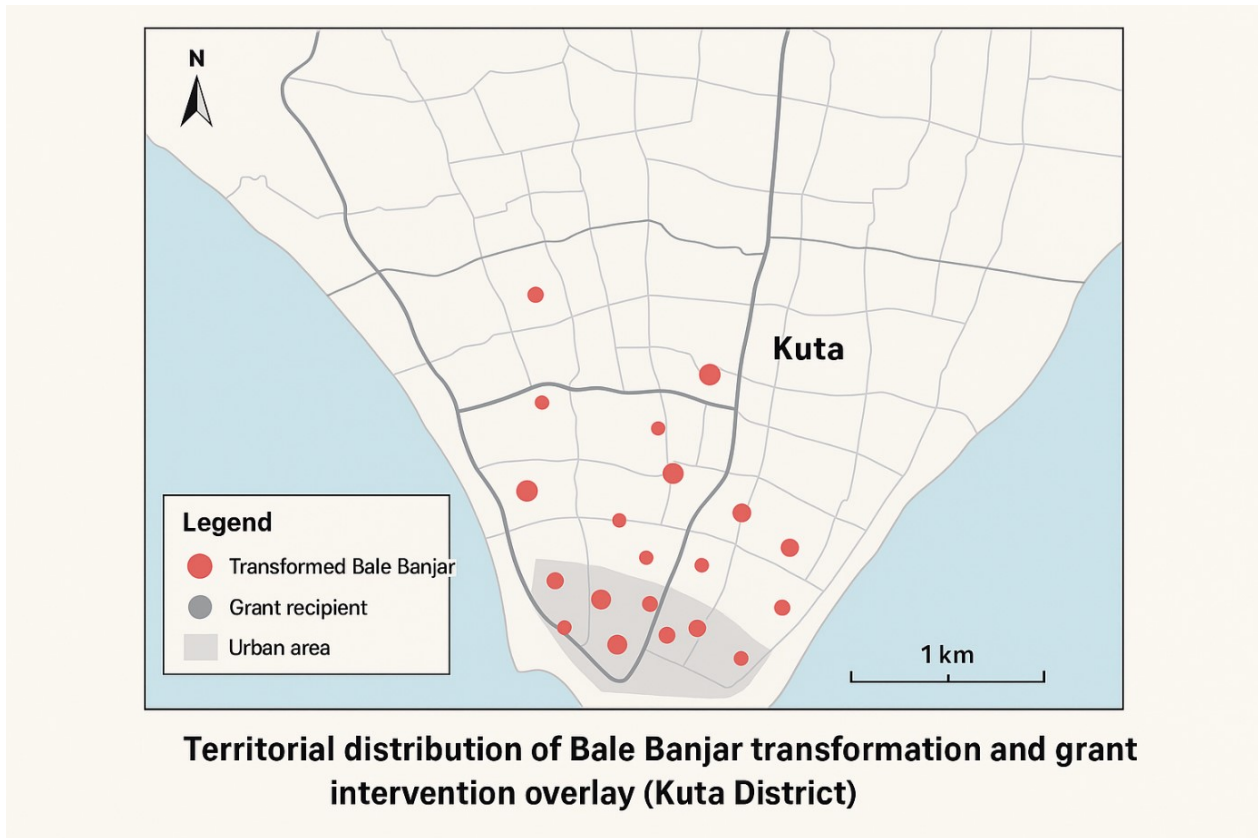 N
Kuta
Legend
Transformed Bale Banjar
Grant recipient
Urban area
1 km
Territorial distribution of Bale Banjar transformation and grant
intervention overlay (Kuta District)